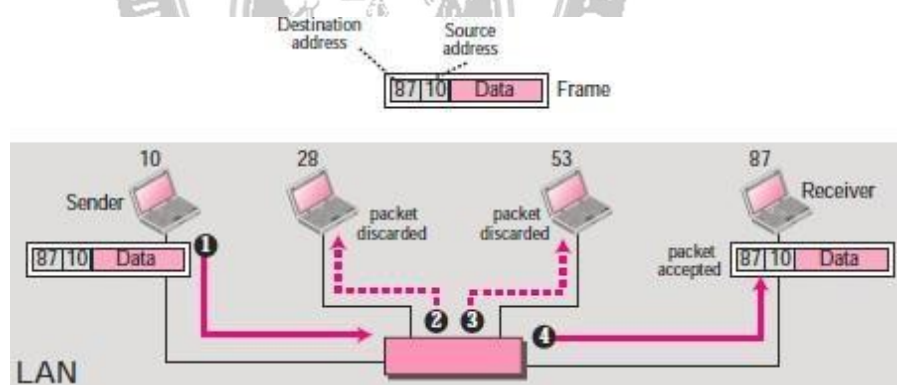 Destination
address
Source
address
87 10 Data Frame
10 28 53 87
Sender
packet
discarded
packet
discarded
Receiver
87 10 Data
1
packet
accepted
87 10 Data
2 3 4
LAN